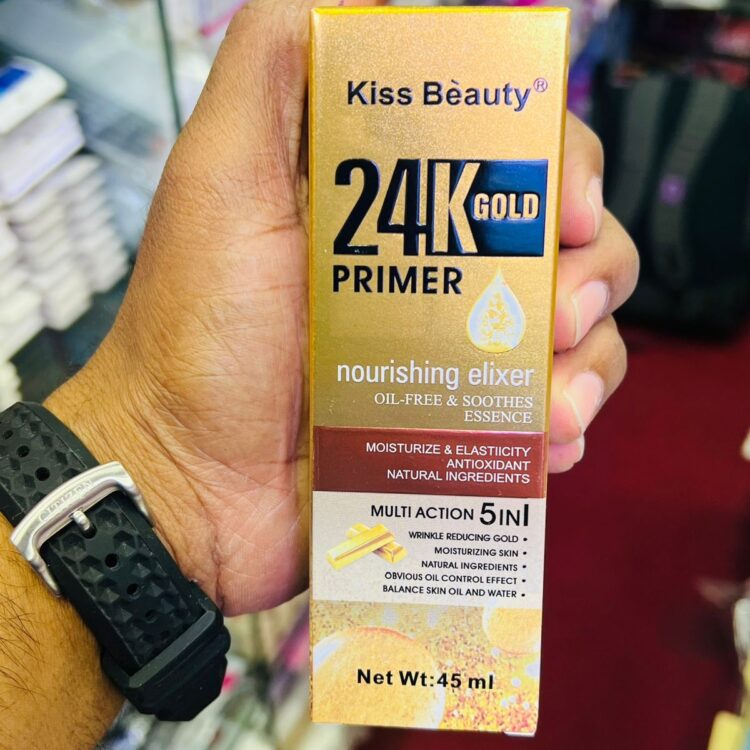 Kiss Bèauty®
24K GOLD
PRIMER
nourishing elixer
OIL-FREE & SOOTHES
ESSENCE
MOISTURIZE & ELASTIICITY
ANTIOXIDANT
NATURAL INGREDIENTS
MULTI ACTION 5IN1
WRINKLE REDUCING GOLD •
MOISTURIZING SKIN •
NATURAL INGREDIENTS •
OBVIOUS OIL CONTROL EFFECT •
BALANCE SKIN OIL AND WATER •
Net Wt:45 ml